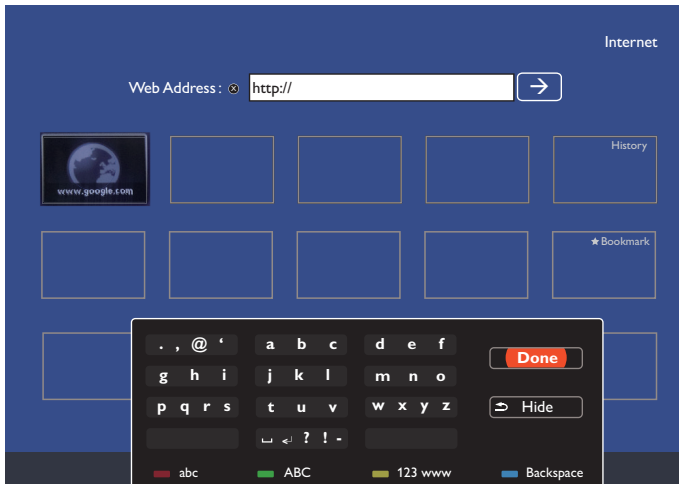 Internet
Web Address : ⊗ http:// →
www.google.com
History
★Bookmark
. , @ ‘ a b c d e f
Done
g h i j k l m n o
p q r s t u v w x y z
Hide
␣ ↵ ? ! -
abc ABC 123 www Backspace